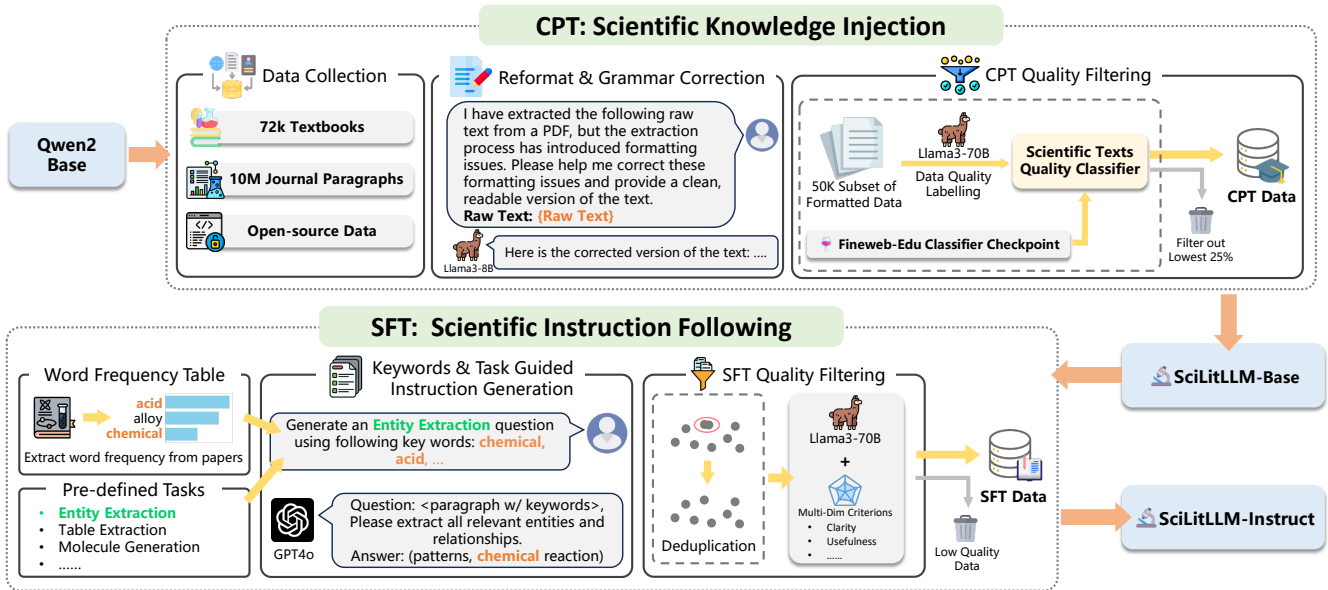 CPT: Scientific Knowledge Injection
Qwen2
Base
Data Collection
72k Textbooks
10M Journal Paragraphs
Open-source Data
Reformat & Grammar Correction
I have extracted the following raw
text from a PDF, but the extraction
process has introduced formatting
issues. Please help me correct these
formatting issues and provide a clean,
readable version of the text.
Raw Text: {Raw Text}
Llama3-8B
Here is the corrected version of the text: ....
CPT Quality Filtering
50K Subset of
Formatted Data
Llama3-70B
Data Quality
Labelling
Scientific Texts
Quality Classifier
Fineweb-Edu Classifier Checkpoint
CPT Data
Filter out
Lowest 25%
SFT: Scientific Instruction Following
Word Frequency Table
acid
alloy
chemical
Extract word frequency from papers
Pre-defined Tasks
• Entity Extraction
• Table Extraction
• Molecule Generation
• ......
Keywords & Task Guided
Instruction Generation
Generate an Entity Extraction question
using following key words: chemical,
acid, ...
GPT4o
Question: <paragraph w/ keywords>,
Please extract all relevant entities and
relationships.
Answer: (patterns, chemical reaction)
SFT Quality Filtering
Deduplication
Llama3-70B
+
Multi-Dim Criterions
• Clarity
• Usefulness
• ......
SFT Data
Low Quality
Data
SciLitLLM-Base
SciLitLLM-Instruct